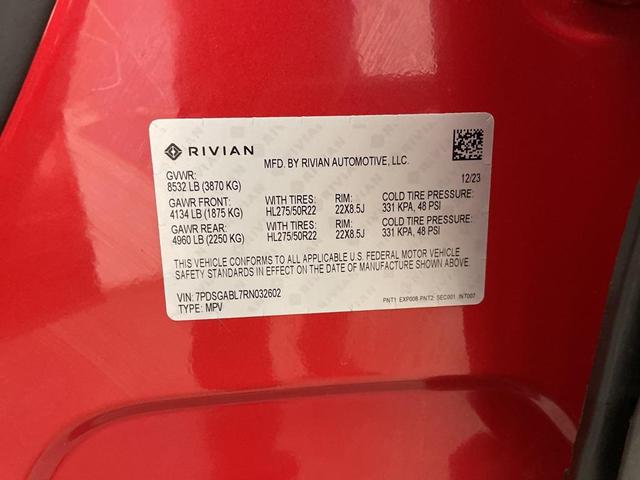 RIVIAN
MFD. BY RIVIAN AUTOMOTIVE, LLC.
GVWR:
8532 LB (3870 KG)
12/23
GAWR FRONT: WITH TIRES: RIM: COLD TIRE PRESSURE:
4134 LB (1875 KG) HL275/50R22 22X8.5J 331 KPA, 48 PSI
GAWR REAR: WITH TIRES: RIM: COLD TIRE PRESSURE:
4960 LB (2250 KG) HL275/50R22 22X8.5J 331 KPA, 48 PSI
THIS VEHICLE CONFORMS TO ALL APPLICABLE U.S. FEDERAL MOTOR VEHICLE
SAFETY STANDARDS IN EFFECT ON THE DATE OF MANUFACTURE SHOWN ABOVE.
VIN: 7PDSGABL7RN032602
TYPE: MPV
PNT1: EXP008 PNT2: SEC001 INT007